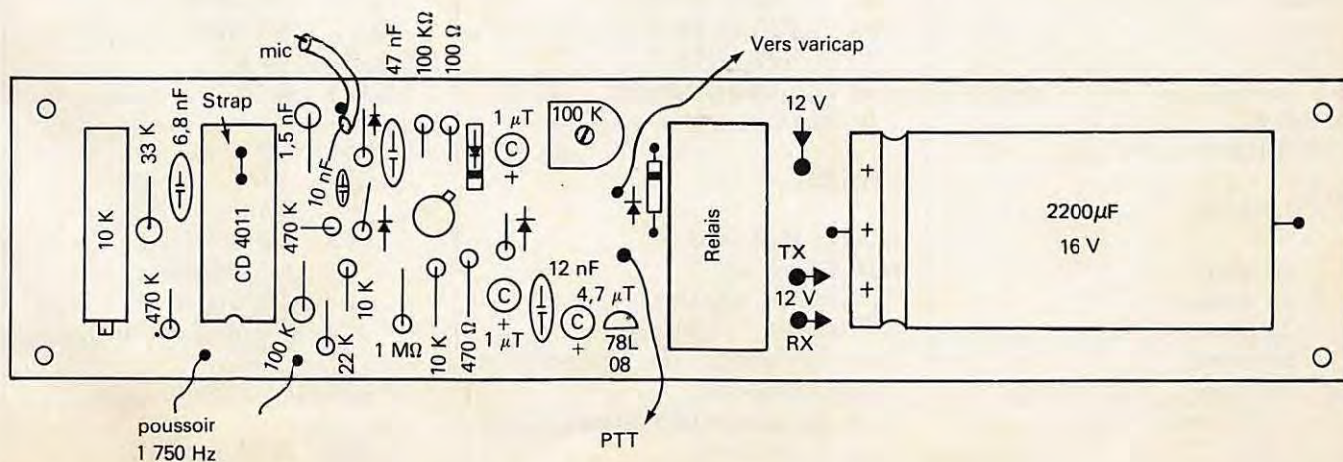 mic
47 nF
100 KΩ
100 Ω
Vers varicap
Strap
6,8 nF
33 K
1,5 nF
10 nF
1 µT
100 K
12 V
10 K
CD 4011
470 K
C
+
Relais
+
+
+
2200µF
16 V
TX
12 V
RX
470 K
100 K
22 K
10 K
1 MΩ
10 K
470 Ω
C
+
1 µT
12 nF
4,7 µT
C
+
78L
08
poussoir
1 750 Hz
PTT